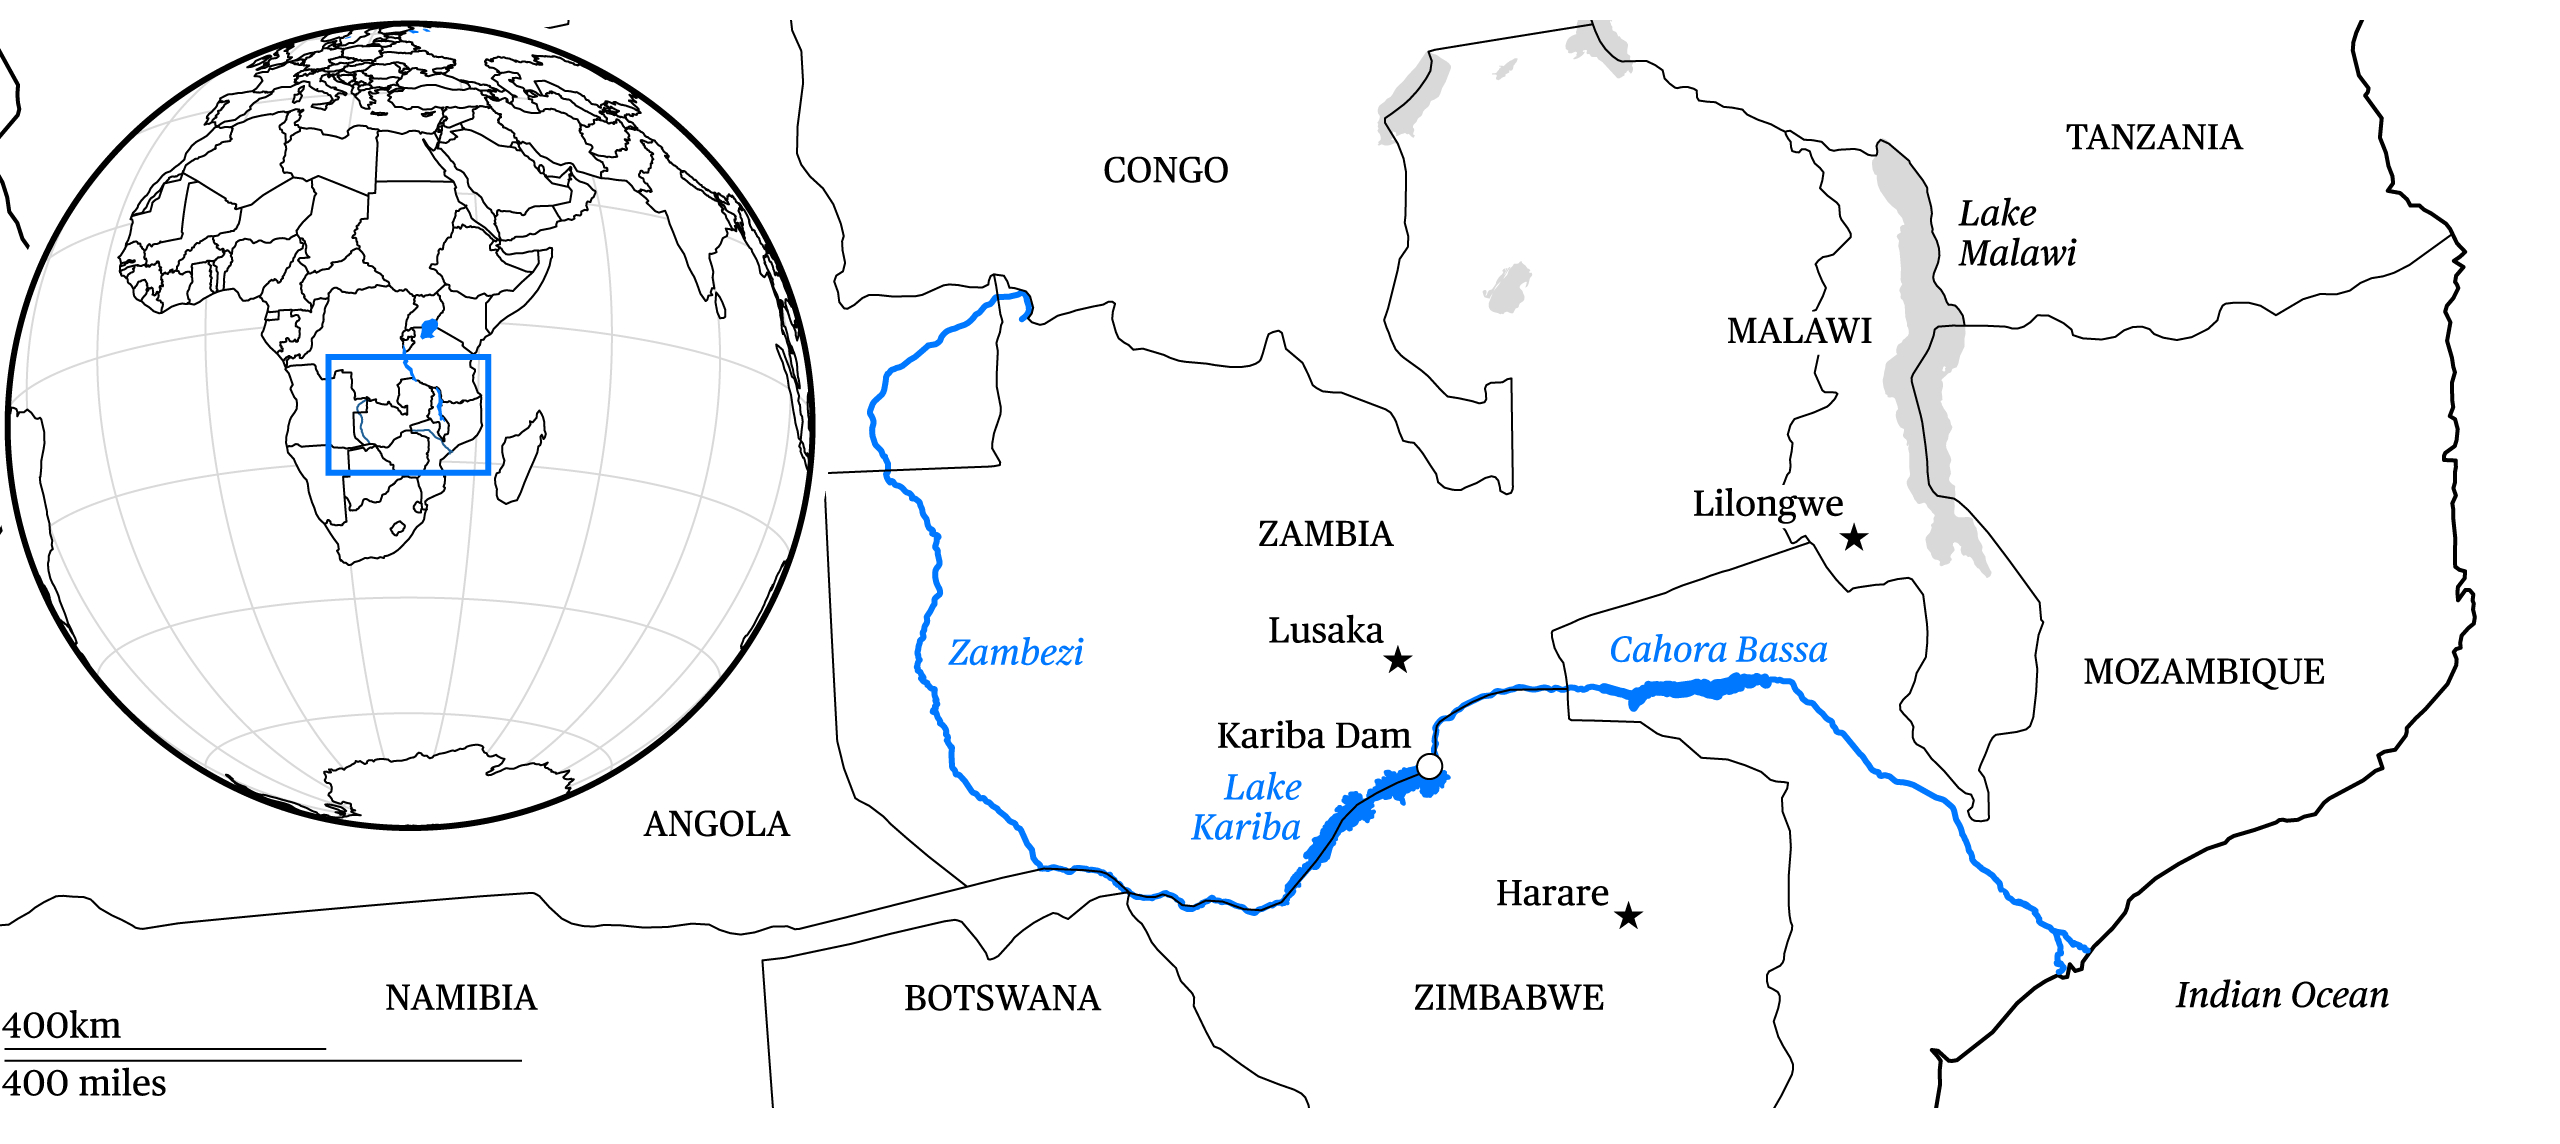 TANZANIA
CONGO
Lake
Malawi
MALAWI
Lilongwe
ZAMBIA
Lusaka
Zambezi
Cahora Bassa
MOZAMBIQUE
Kariba Dam
Lake
Kariba
ANGOLA
Harare
NAMIBIA
BOTSWANA
ZIMBABWE
Indian Ocean
400km
400 miles